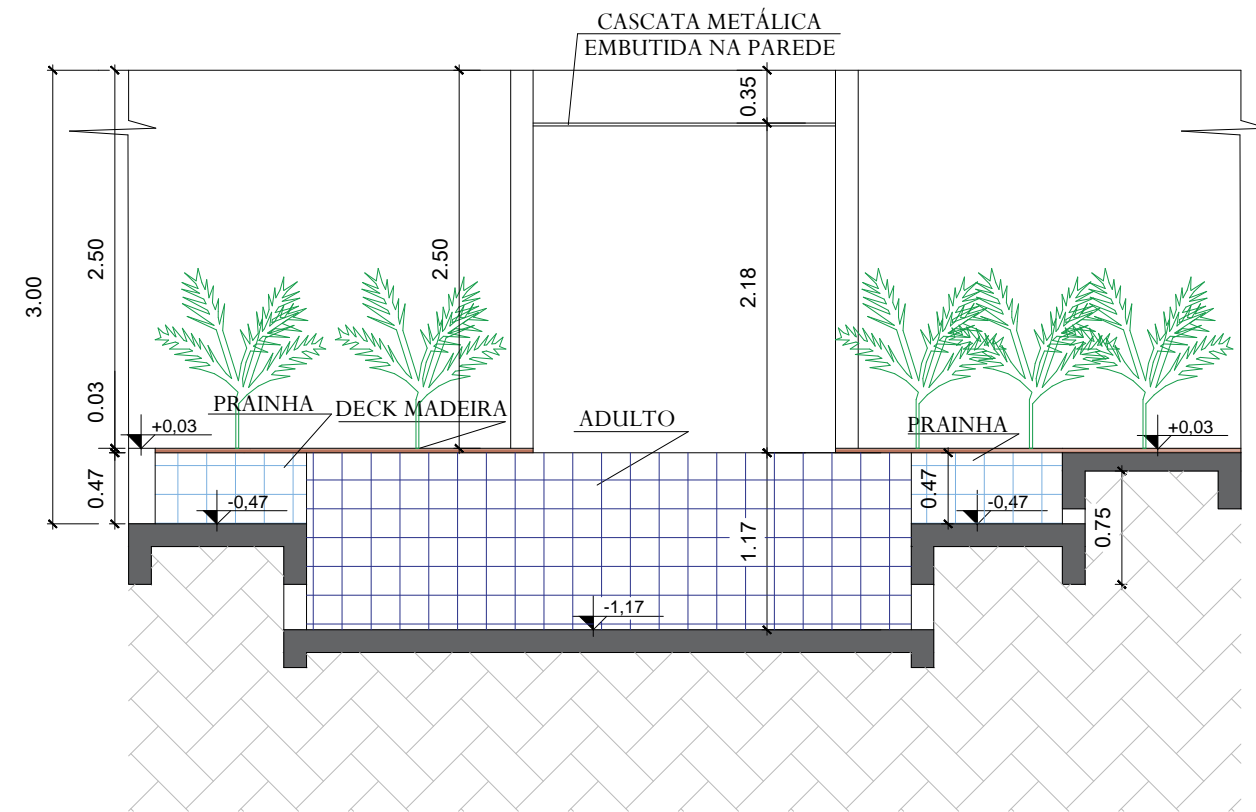 CASCATA METÁLICA
EMBUTIDA NA PAREDE
0.35
3.00
2.50
2.50
2.18
0.03
PRAINHA
DECK MADEIRA
ADULTO
PRAINHA
+0,03
+0,03
0.47
-0,47
0.47
-0,47
1.17
0.75
-1,17